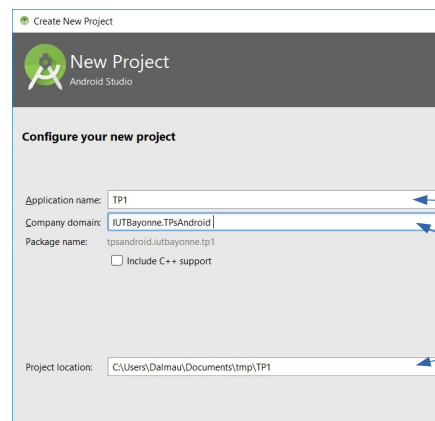 Create New Project
New Project
Android Studio
Configure your new project
Application name: TP1
Company domain: IUTBayonne.TPsAndroid
Package name: tpsandroid.iutbayonne.tp1
Include C++ support
Project location: C:\Users\Dalmau\Documents\tmp\TP1